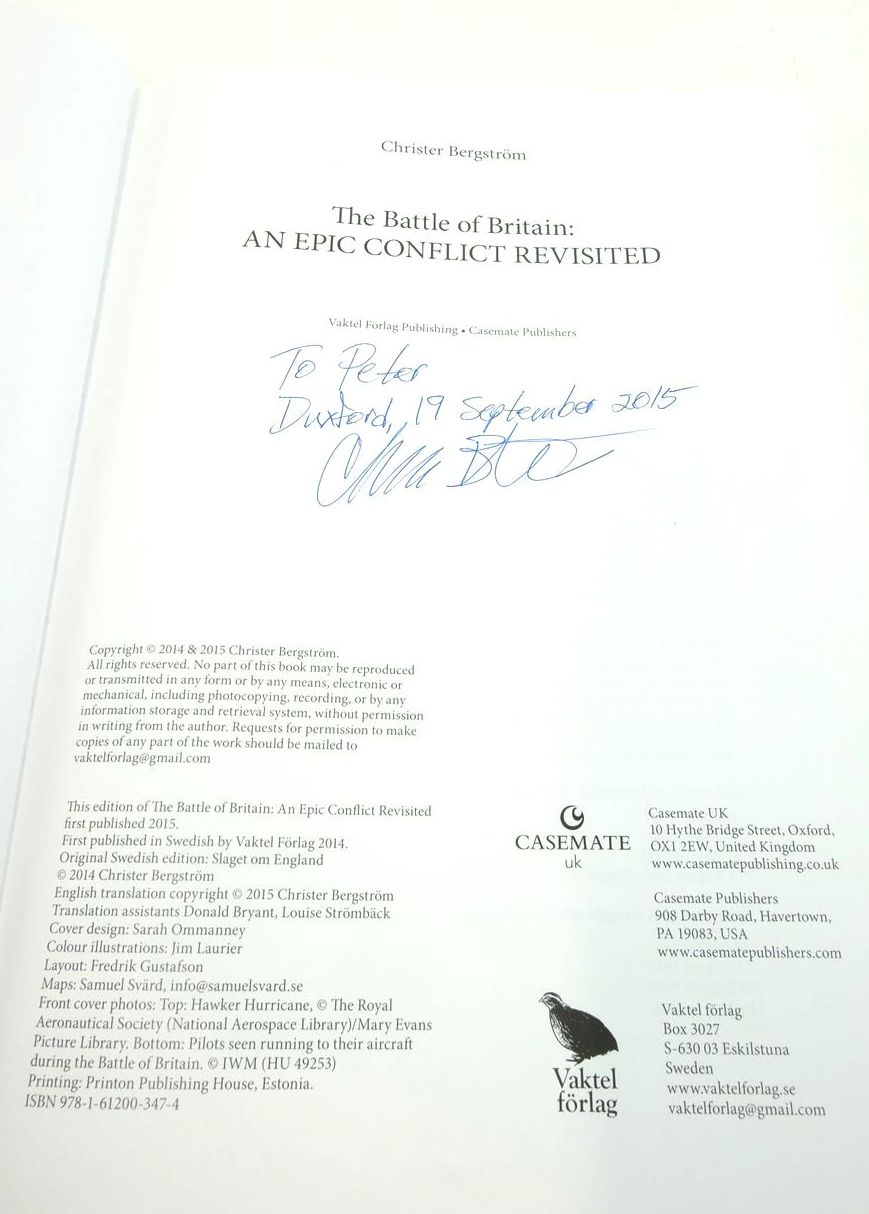 Christer Bergström
The Battle of Britain:
AN EPIC CONFLICT REVISITED
Vaktel Förlag Publishing • Casemate Publishers
To Peter
Duxford, 19 September 2015
Copyright © 2014 & 2015 Christer Bergström.
All rights reserved. No part of this book may be reproduced
or transmitted in any form or by any means, electronic or
mechanical, including photocopying, recording, or by any
information storage and retrieval system, without permission
in writing from the author. Requests for permission to make
copies of any part of the work should be mailed to
vaktelforlag@gmail.com
This edition of The Battle of Britain: An Epic Conflict Revisited
first published 2015.
First published in Swedish by Vaktel Förlag 2014.
Original Swedish edition: Slaget om England
© 2014 Christer Bergström
English translation copyright © 2015 Christer Bergström
Translation assistants Donald Bryant, Louise Strömbäck
Cover design: Sarah Ommanney
Colour illustrations: Jim Laurier
Layout: Fredrik Gustafson
Maps: Samuel Svärd, info@samuelsvard.se
Front cover photos: Top: Hawker Hurricane, © The Royal
Aeronautical Society (National Aerospace Library)/Mary Evans
Picture Library. Bottom: Pilots seen running to their aircraft
during the Battle of Britain. © IWM (HU 49253)
Printing: Printon Publishing House, Estonia.
ISBN 978-1-61200-347-4
CASEMATE
uk
Casemate UK
10 Hythe Bridge Street, Oxford,
OX1 2EW, United Kingdom
www.casematepublishing.co.uk
Casemate Publishers
908 Darby Road, Havertown,
PA 19083, USA
www.casematepublishers.com
Vaktel
förlag
Vaktel förlag
Box 3027
S-630 03 Eskilstuna
Sweden
www.vaktelforlag.se
vaktelforlag@gmail.com